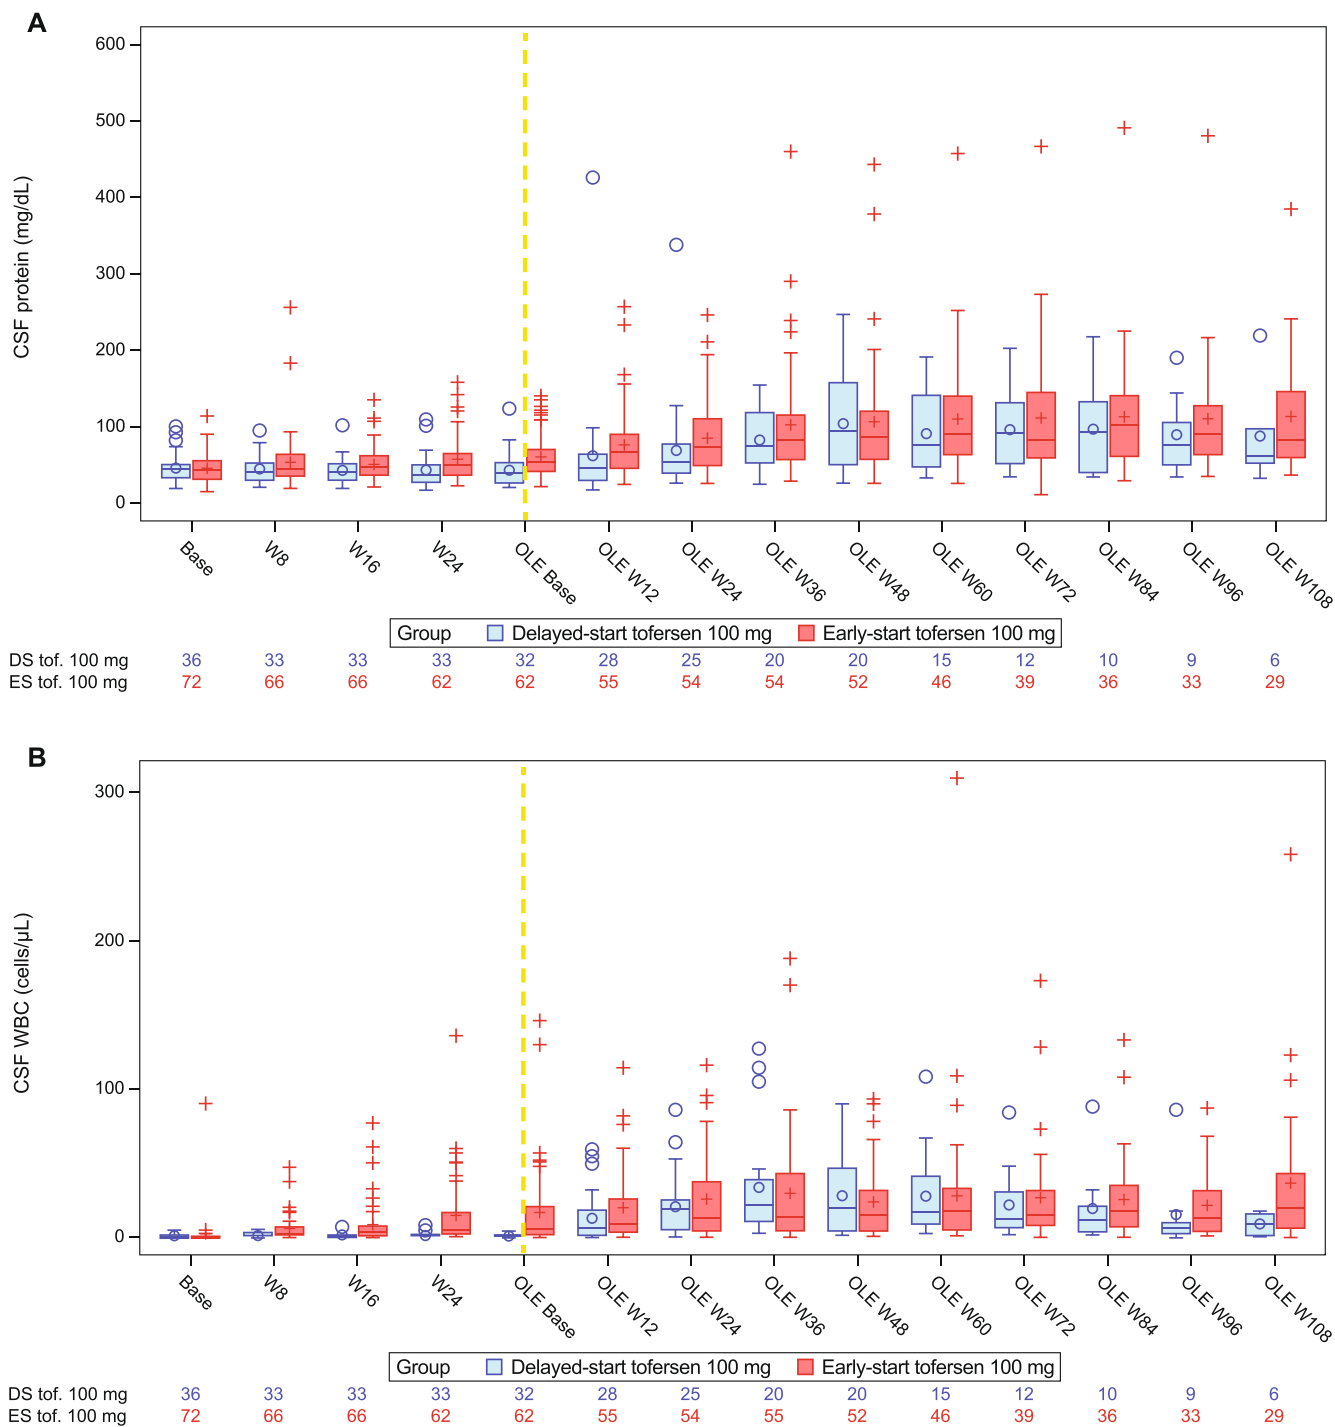 A
600
500
400
300
200
100
0
CSF protein (mg/dL)
Base W8 W16 W24 OLE Base OLE W12 OLE W24 OLE W36 OLE W48 OLE W60 OLE W72 OLE W84 OLE W96 OLE W108
Group Delayed-start tofersen 100 mg Early-start tofersen 100 mg
DS tof. 100 mg 36 33 33 33 32 28 25 20 20 15 12 10 9 6
ES tof. 100 mg 72 66 66 62 62 55 54 54 52 46 39 36 33 29
B
300
200
100
0
CSF WBC (cells/µL)
Base W8 W16 W24 OLE Base OLE W12 OLE W24 OLE W36 OLE W48 OLE W60 OLE W72 OLE W84 OLE W96 OLE W108
Group Delayed-start tofersen 100 mg Early-start tofersen 100 mg
DS tof. 100 mg 36 33 33 33 32 28 25 20 20 15 12 10 9 6
ES tof. 100 mg 72 66 66 62 62 55 54 55 52 46 39 36 33 29